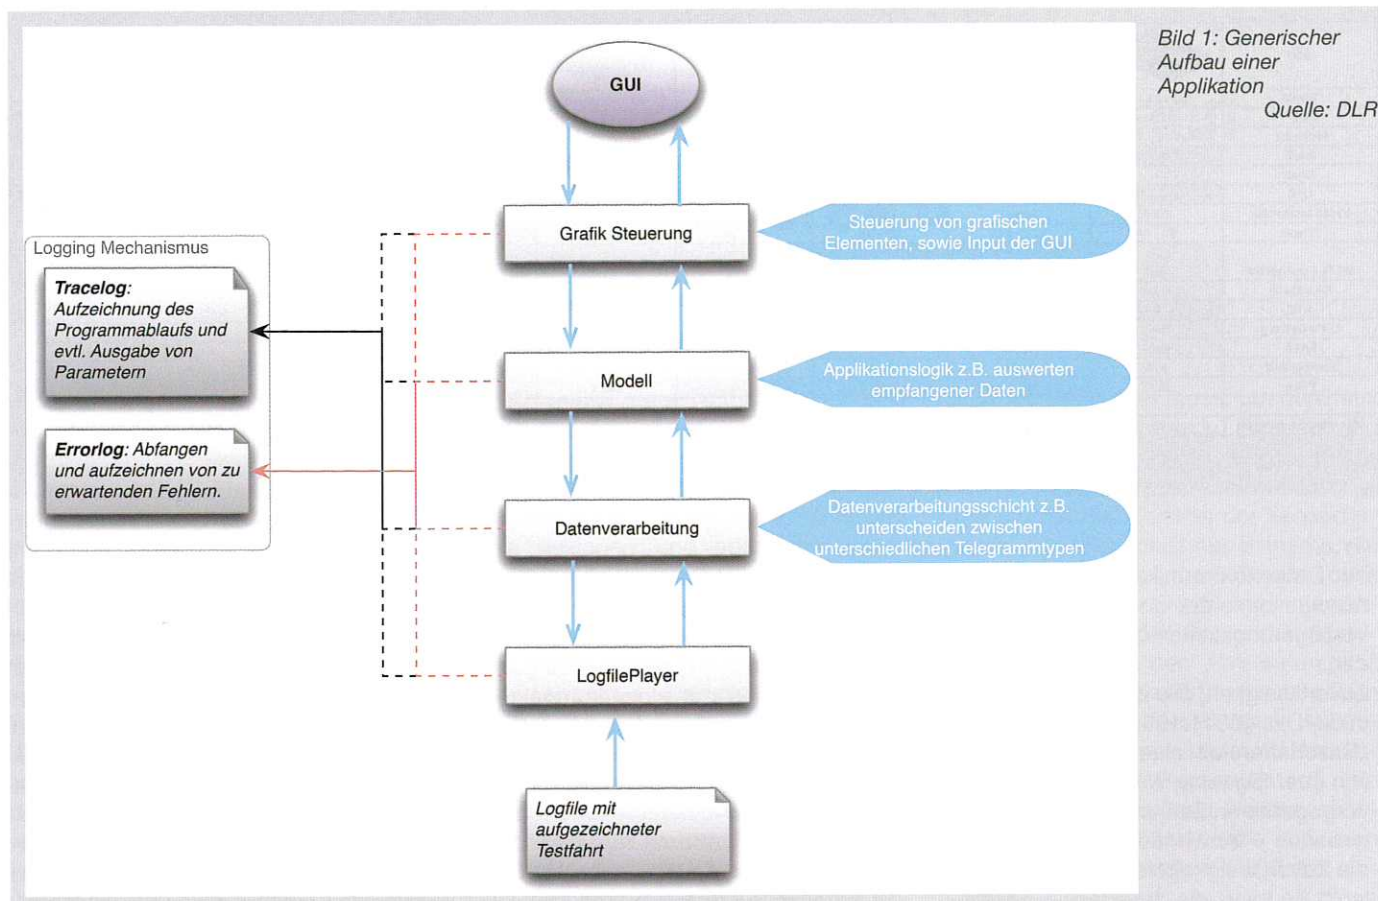 Bild 1: Generischer
Aufbau einer
Applikation
Quelle: DLR
GUI
Grafik Steuerung
Steuerung von grafischen
Elementen, sowie Input der GUI
Logging Mechanismus
Tracelog:
Aufzeichnung des
Programmablaufs und
evtl. Ausgabe von
Parametern
Modell
Applikationslogik z.B. auswerten
empfangener Daten
Errorlog: Abfangen
und aufzeichnen von zu
erwartenden Fehlern.
Datenverarbeitung
Datenverarbeitungsschicht z.B.
unterscheiden zwischen
unterschiedlichen Telegrammtypen
LogfilePlayer
Logfile mit
aufgezeichneter
Testfahrt